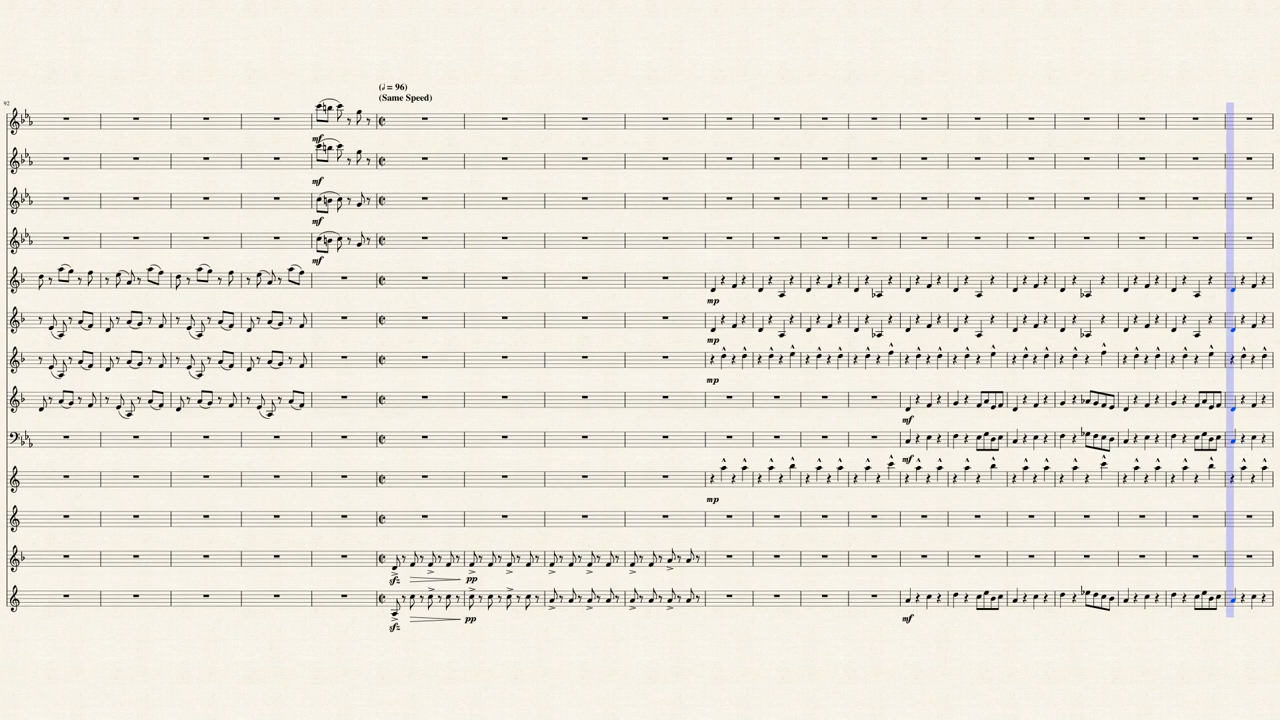 (𝅗𝅥 = 96)
(Same Speed)
92
mf
mf
mf
mf
mp
mp
mp
mf
mf
mp
sfz pp
sfz pp
mf